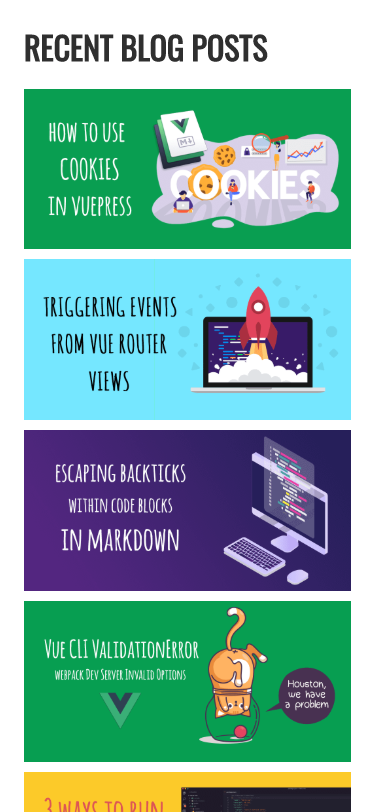 RECENT BLOG POSTS
HOW TO USE
COOKIES
IN VUEPRESS
M
COOKIES
TRIGGERING EVENTS
FROM VUE ROUTER
VIEWS
ESCAPING BACKTICKS
WITHIN CODE BLOCKS
IN MARKDOWN
VUE CLI VALIDATIONERROR
WEBPACK DEV SERVER INVALID OPTIONS
Houston,
we have
a problem
3 WAYS TO RUN